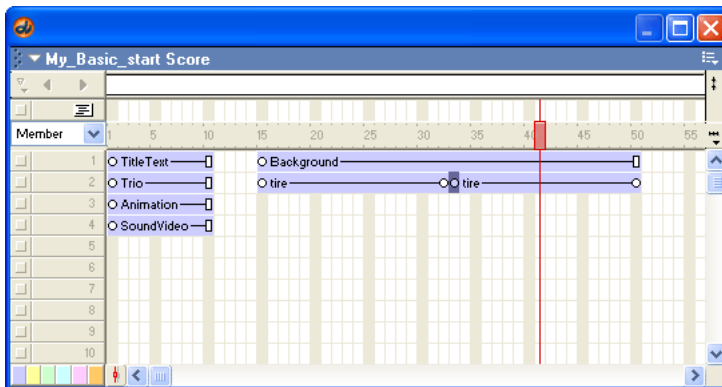 My_Basic_start Score
Member
1 5 10 15 20 25 30 35 40 45 50 55
1 TitleText Background
2 Trio tire tire
3 Animation
4 SoundVideo
5
6
7
8
9
10